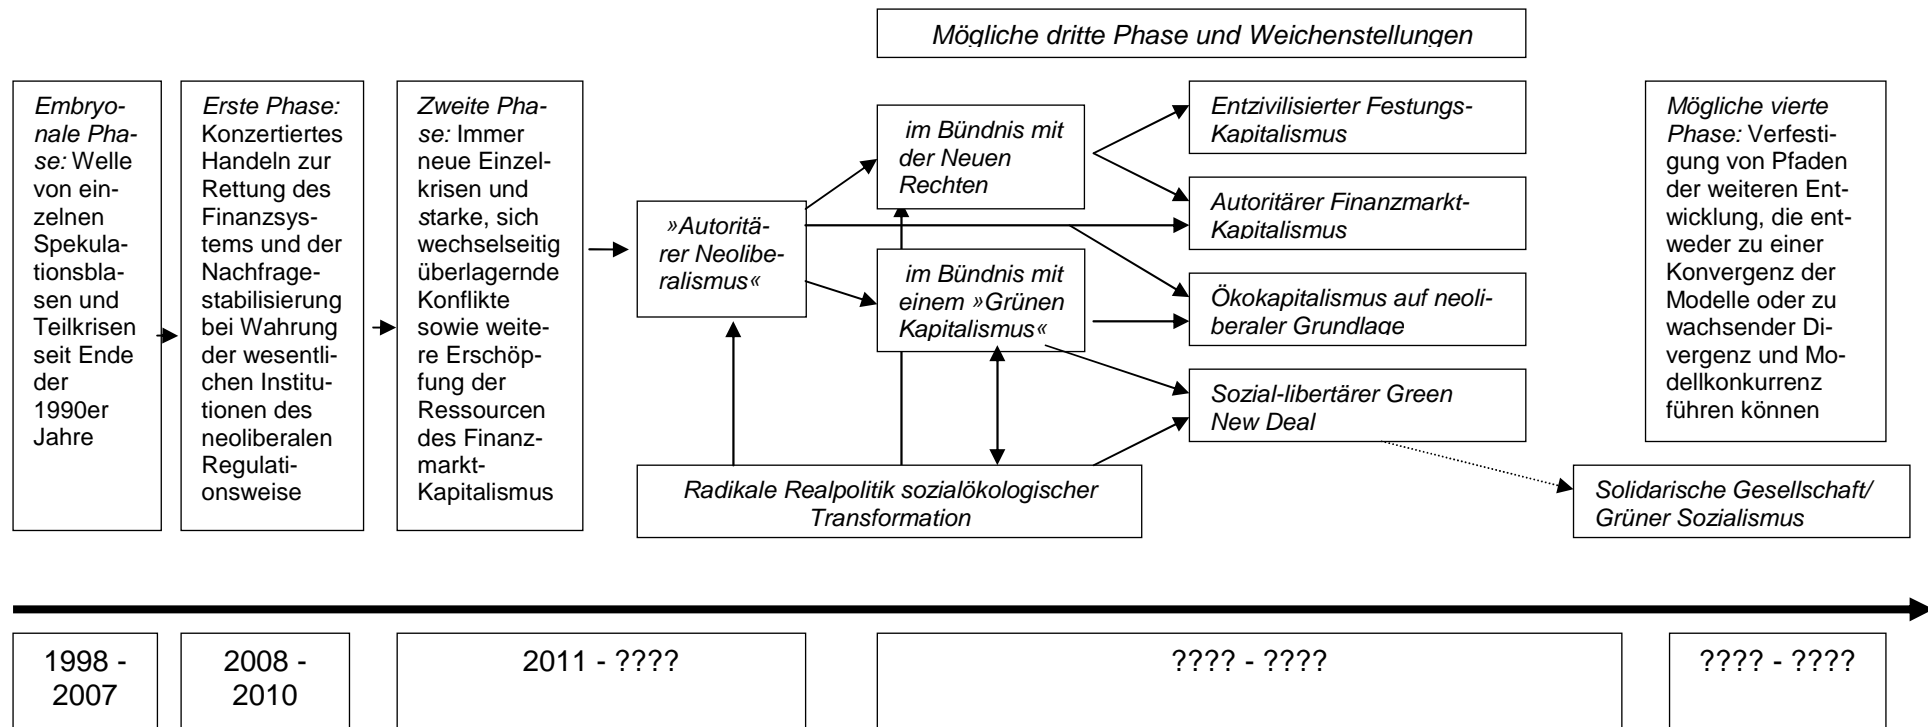 Mögliche dritte Phase und Weichenstellungen
Embryo-
nale Pha-
se: Welle
von ein-
zelnen
Spekula-
tionsbla-
sen und
Teilkrisen
seit Ende
der
1990er
Jahre
Erste Phase:
Konzertiertes
Handeln zur
Rettung des
Finanzsys-
tems und der
Nachfrage-
stabilisierung
bei Wahrung
der wesentli-
chen Institu-
tionen des
neoliberalen
Regulati-
onsweise
Zweite Pha-
se: Immer
neue Einzel-
krisen und
starke, sich
wechselseitig
überlagernde
Konflikte
sowie weite-
re Erschöp-
fung der
Ressourcen
des Finanz-
markt-
Kapitalismus
»Autoritä-
rer Neolibe-
ralismus«
im Bündnis mit
der Neuen
Rechten
im Bündnis mit
einem »Grünen
Kapitalismus«
Entzivilisierter Festungs-
Kapitalismus
Autoritärer Finanzmarkt-
Kapitalismus
Ökokapitalismus auf neoli-
beraler Grundlage
Sozial-libertärer Green
New Deal
Radikale Realpolitik sozialökologischer
Transformation
Mögliche vierte
Phase: Verfesti-
gung von Pfaden
der weiteren Ent-
wicklung, die ent-
weder zu einer
Konvergenz der
Modelle oder zu
wachsender Di-
vergenz und Mo-
dellkonkurrenz
führen können
Solidarische Gesellschaft/
Grüner Sozialismus
1998 -
2007
2008 -
2010
2011 - ????
???? - ????
???? - ????